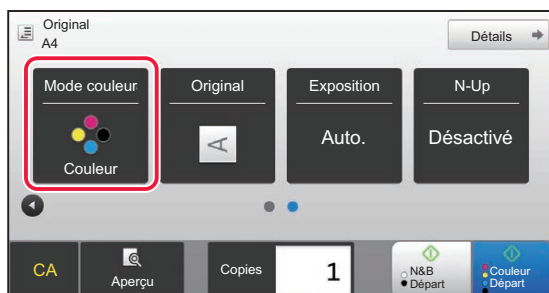 Original
A4
Détails
Mode couleur
Couleur
Original
A
Exposition
Auto.
N-Up
Désactivé
CA
Aperçu
Copies
1
N&B
Départ
Couleur
Départ